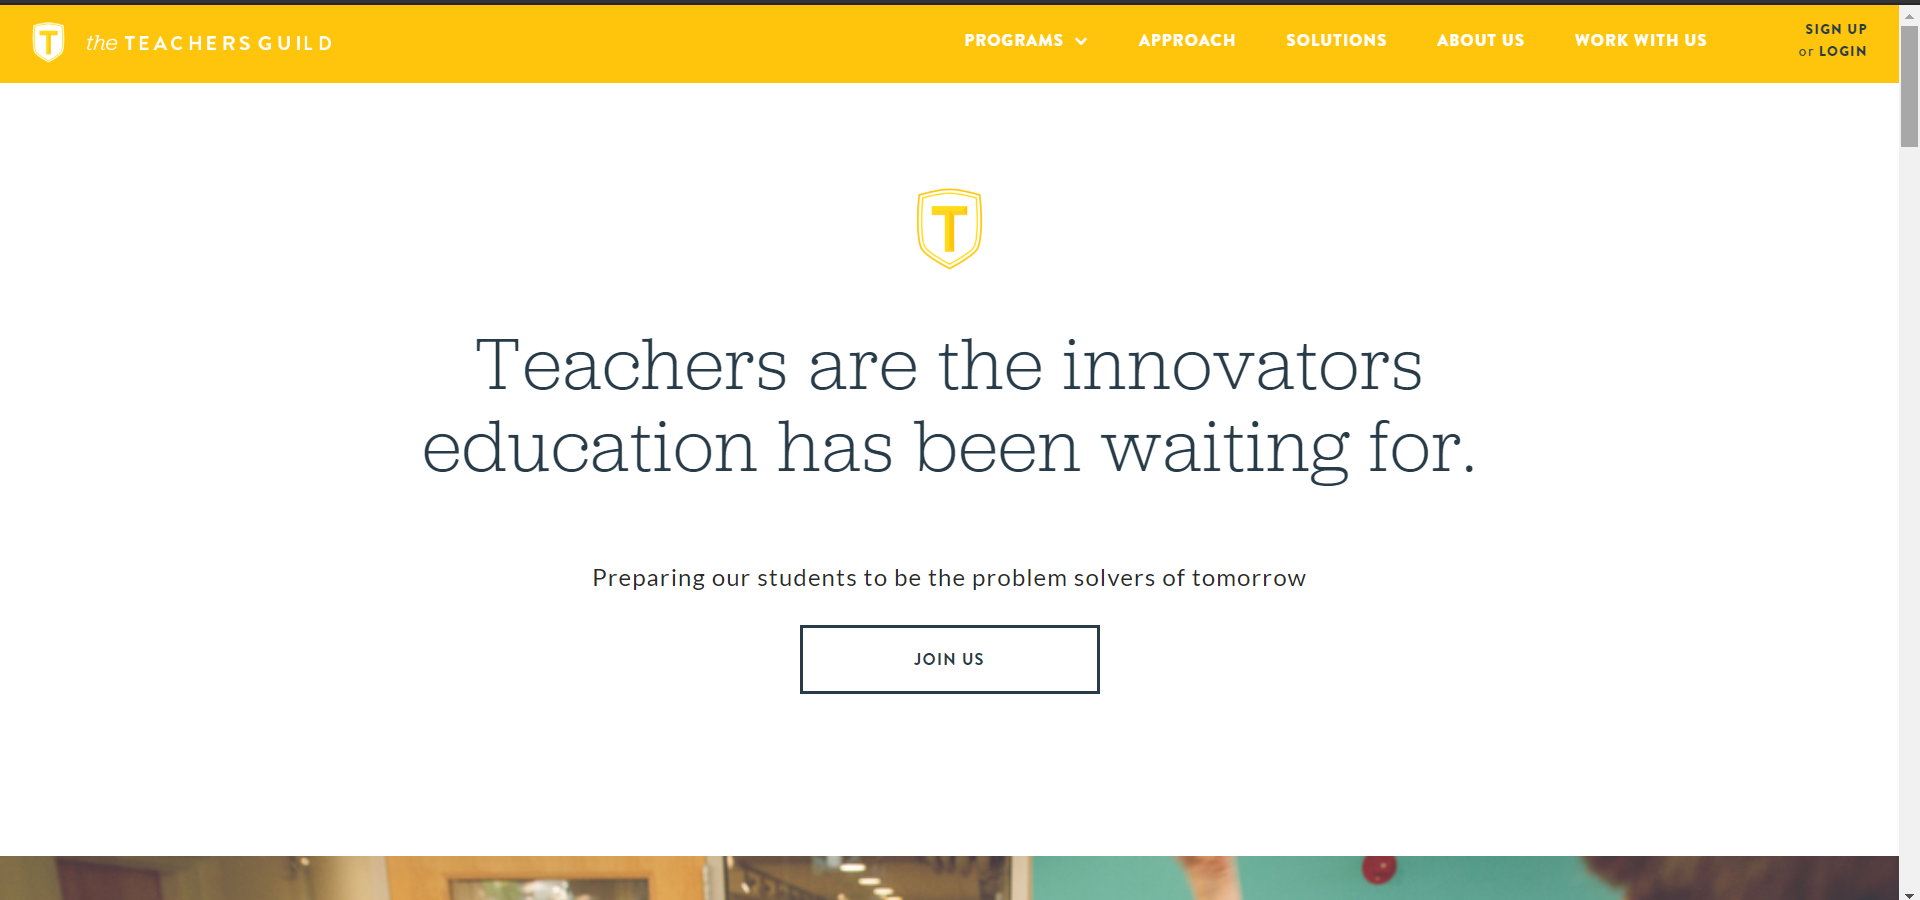 T the TEACHERS GUILD
PROGRAMS
APPROACH
SOLUTIONS
ABOUT US
WORK WITH US
SIGN UP
or LOGIN
T
Teachers are the innovators
education has been waiting for.
Preparing our students to be the problem solvers of tomorrow
JOIN US